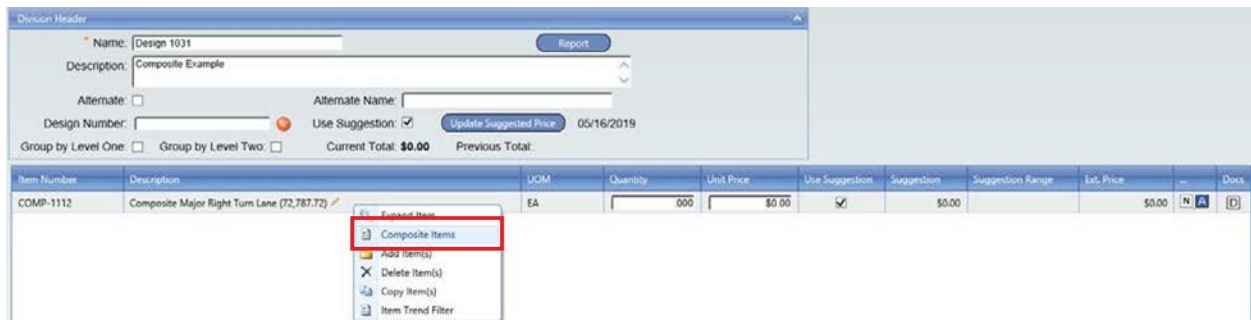 Division Header
* Name: Design 1031 Report
Description: Composite Example
Alternate: Alternate Name:
Design Number: Use Suggestion: Update Suggested Price 05/16/2019
Group by Level One: Group by Level Two: Current Total: $0.00 Previous Total:
Item Number Description UOM Quantity Unit Price Use Suggestion Suggestion Suggestion Range Ext. Price ... Docs
COMP-1112 Composite Major Right Turn Lane (72,787.72) EA .000 $0.00 $0.00 $0.00 N A D
Expand Item
Composite Items
Add Item(s)
Delete Item(s)
Copy Item(s)
Item Trend Filter